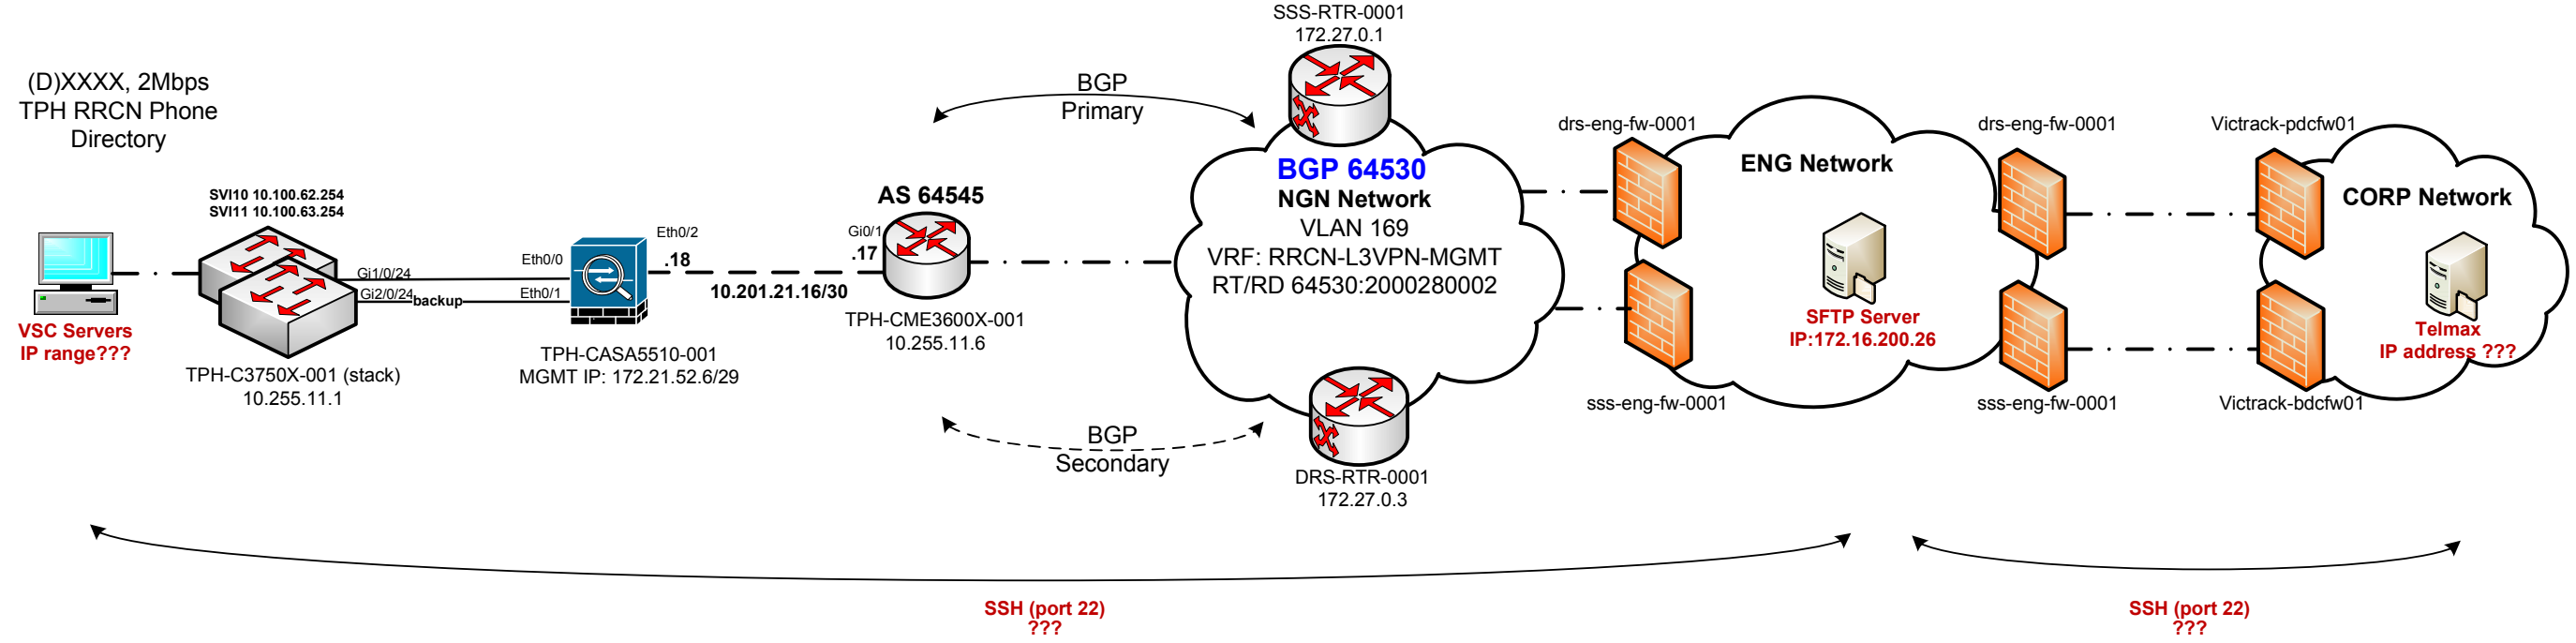 SSS-RTR-0001
172.27.0.1
(D)XXXX, 2Mbps
TPH RRCN Phone
Directory
BGP
Primary
drs-eng-fw-0001
drs-eng-fw-0001
Victrack-pdcfw01
BGP 64530
NGN Network
VLAN 169
VRF: RRCN-L3VPN-MGMT
RT/RD 64530:2000280002
ENG Network
CORP Network
SVI10 10.100.62.254
SVI11 10.100.63.254
AS 64545
Eth0/2
.18
Gi0/1
.17
Gi1/0/24
Eth0/0
Gi2/0/24
backup
Eth0/1
10.201.21.16/30
VSC Servers
IP range???
TPH-C3750X-001 (stack)
10.255.11.1
TPH-CASA5510-001
MGMT IP: 172.21.52.6/29
TPH-CME3600X-001
10.255.11.6
SFTP Server
IP:172.16.200.26
Telmax
IP address ???
sss-eng-fw-0001
sss-eng-fw-0001
Victrack-bdcfw01
BGP
Secondary
DRS-RTR-0001
172.27.0.3
SSH (port 22)
???
SSH (port 22)
???